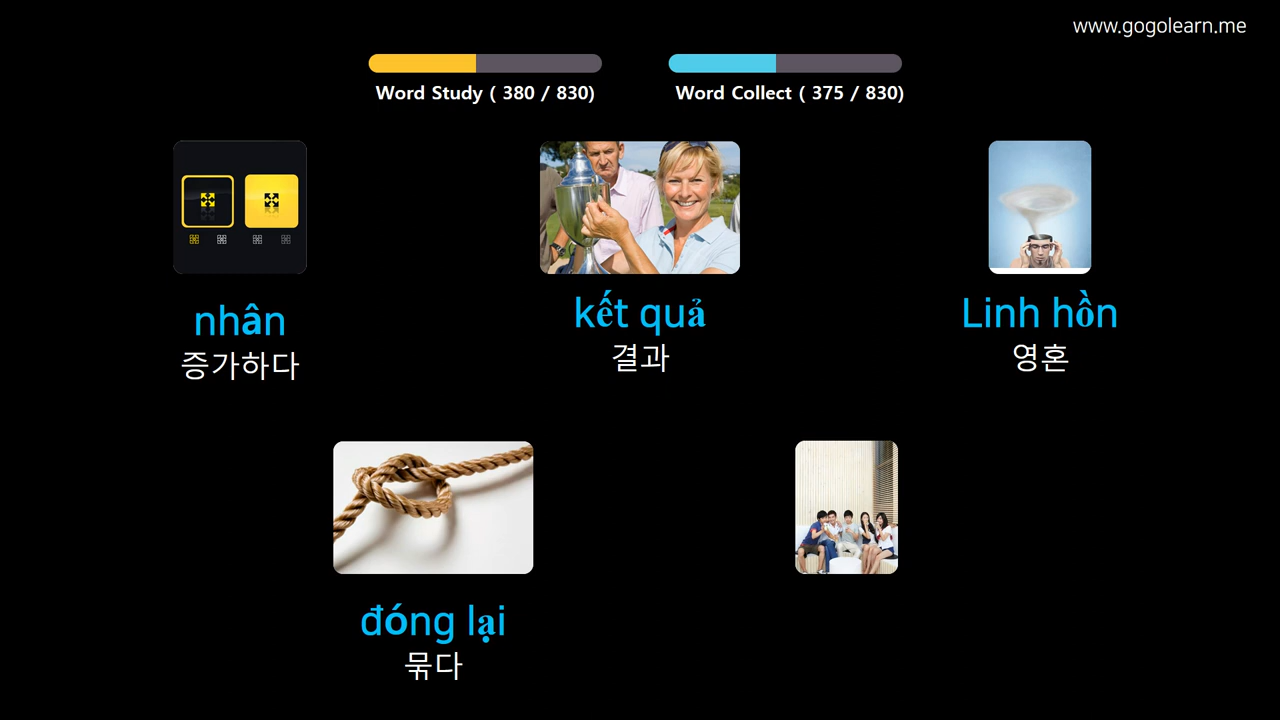 www.gogolearn.me
Word Study ( 380 / 830)
Word Collect ( 375 / 830)
nhân
증가하다
kết quả
결과
Linh hồn
영혼
đóng lại
묶다